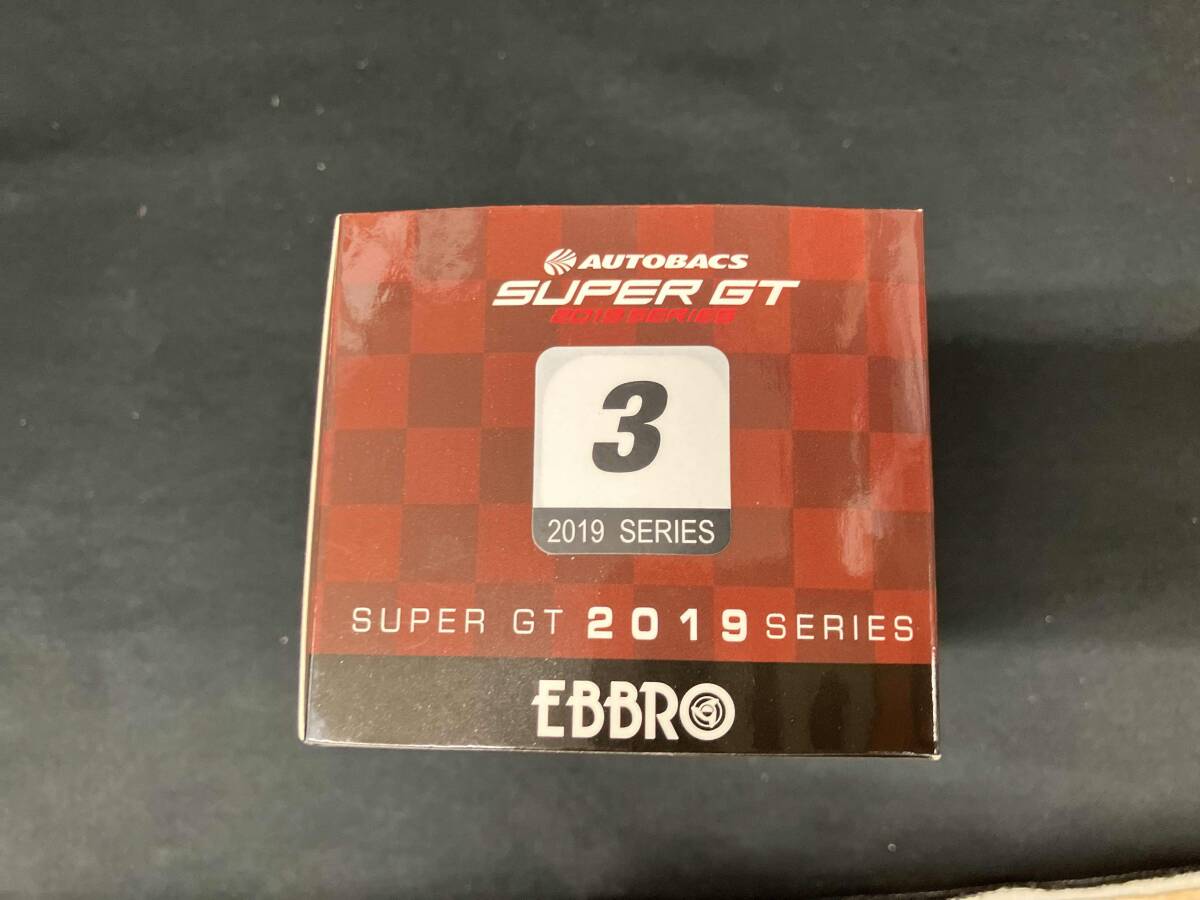 AUTOBACS
SUPER GT
2019 SERIES
3
2019 SERIES
SUPER GT 2019 SERIES
EBBRO